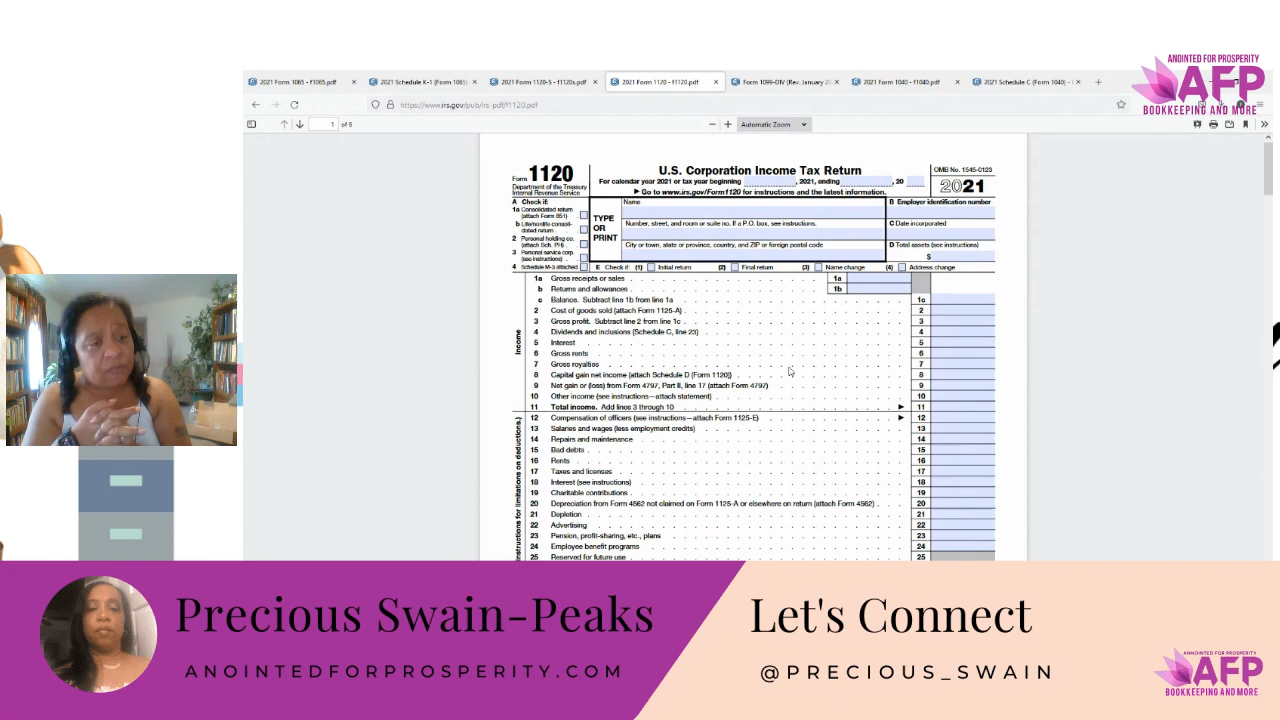 ANOINTED FOR PROSPERITY
AFP
BOOKKEEPING AND MORE
2021 Form 1065 - f1065.pdf
2021 Schedule K-1 (Form 1065)
2021 Form 1120-S - f1120s.pdf
2021 Form 1120 - f1120.pdf
Form 1099-DIV (Rev. January 20
2021 Form 1040 - f1040.pdf
2021 Schedule C (Form 1040) -
https://www.irs.gov/pub/irs-pdf/f1120.pdf
1 of 6
Automatic Zoom
Form 1120
Department of the Treasury
Internal Revenue Service
U.S. Corporation Income Tax Return
For calendar year 2021 or tax year beginning , 2021, ending , 20
► Go to www.irs.gov/Form1120 for instructions and the latest information.
OMB No. 1545-0123
2021
A Check if:
1a Consolidated return
(attach Form 851)
b Life/nonlife consoli-
dated return
2 Personal holding co.
(attach Sch. PH)
3 Personal service corp.
(see instructions)
4 Schedule M-3 attached
TYPE
OR
PRINT
Name
Number, street, and room or suite no. If a P.O. box, see instructions.
City or town, state or province, country, and ZIP or foreign postal code
B Employer identification number
C Date incorporated
D Total assets (see instructions)
$
E Check if: (1) Initial return (2) Final return (3) Name change (4) Address change
Income
1a Gross receipts or sales 1a
b Returns and allowances 1b
c Balance. Subtract line 1b from line 1a 1c
2 Cost of goods sold (attach Form 1125-A) 2
3 Gross profit. Subtract line 2 from line 1c 3
4 Dividends and inclusions (Schedule C, line 23) 4
5 Interest 5
6 Gross rents 6
7 Gross royalties 7
8 Capital gain net income (attach Schedule D (Form 1120)) 8
9 Net gain or (loss) from Form 4797, Part II, line 17 (attach Form 4797) 9
10 Other income (see instructions—attach statement) 10
11 Total income. Add lines 3 through 10 ► 11
nstructions for limitations on deductions.)
12 Compensation of officers (see instructions—attach Form 1125-E) ► 12
13 Salaries and wages (less employment credits) 13
14 Repairs and maintenance 14
15 Bad debts 15
16 Rents 16
17 Taxes and licenses 17
18 Interest (see instructions) 18
19 Charitable contributions 19
20 Depreciation from Form 4562 not claimed on Form 1125-A or elsewhere on return (attach Form 4562) 20
21 Depletion 21
22 Advertising 22
23 Pension, profit-sharing, etc., plans 23
24 Employee benefit programs 24
25 Reserved for future use 25
Precious Swain-Peaks
ANOINTEDFORPROSPERITY.COM
Let's Connect
@PRECIOUS_SWAIN
ANNOINTED FOR PROSPERITY
AFP
BOOKKEEPING AND MORE